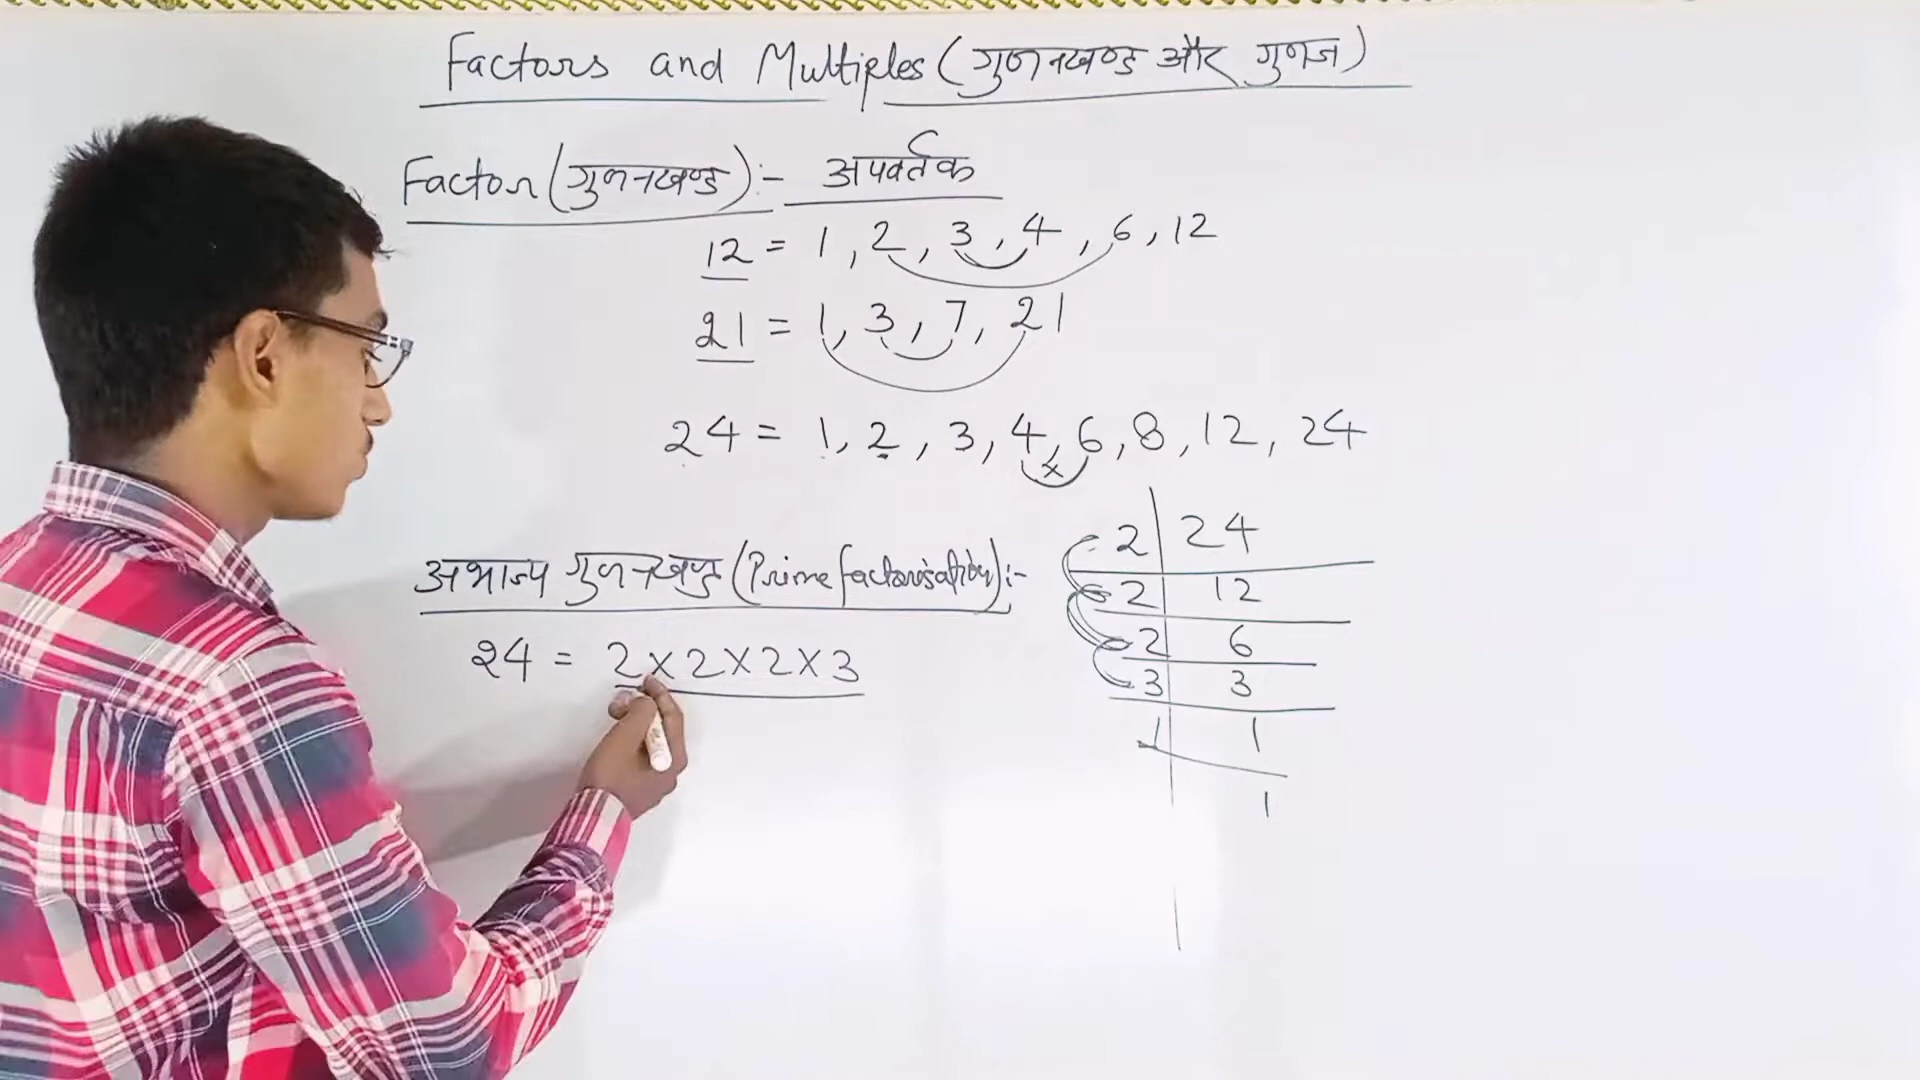 Factors and Multiples (गुणनखण्ड और गुणज)
Factor (गुणनखण्ड) :- अपवर्तक
12 = 1, 2, 3, 4, 6, 12
21 = 1, 3, 7, 21
24 = 1, 2, 3, 4, 6, 8, 12, 24
×
अभाज्य गुणनखण्ड (Prime factorisation) :-
24 = 2×2×2×3
2 | 24
2 | 12
2 | 6
3 | 3
1 | 1
1